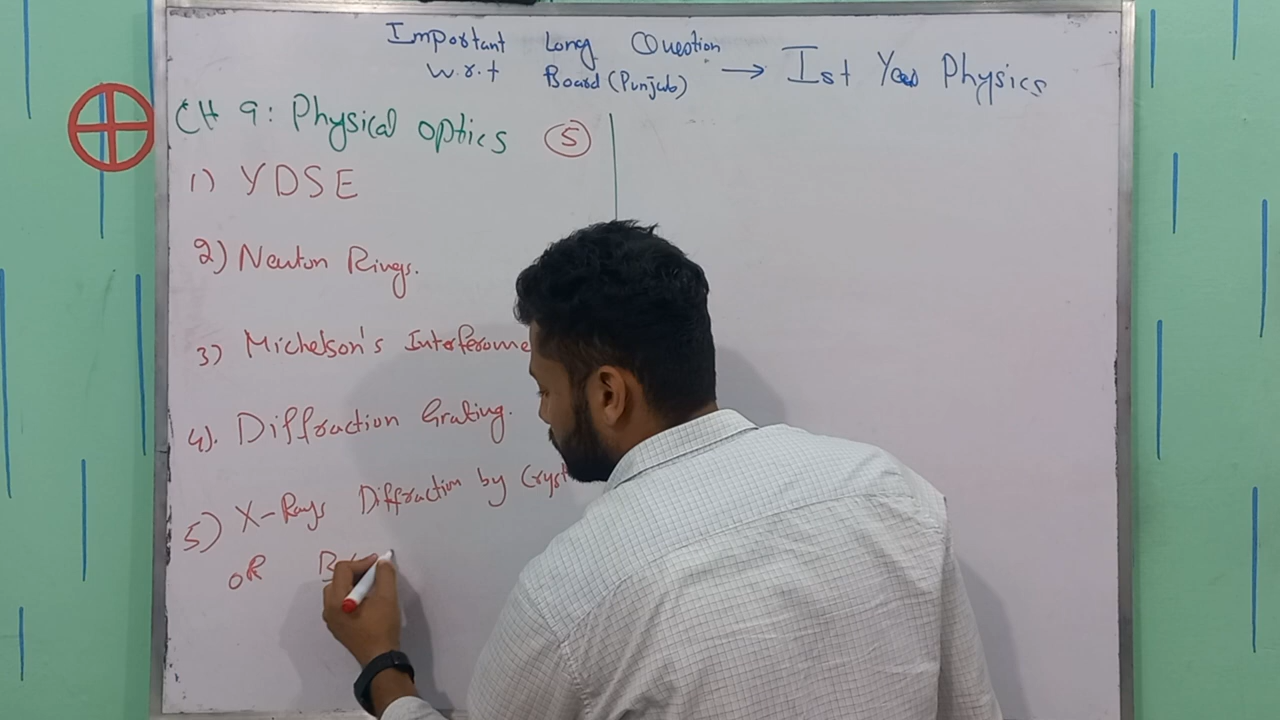 Important Long Question
w.r.t Board (Punjab) → Ist Year Physics
CH 9: Physical optics 5
1) YDSE
2) Newton Rings.
3) Michelson's Interferome
4). Diffraction Grating.
5) X-Rays Diffraction by Cryst
OR